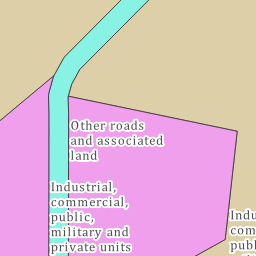 Other roads
and associated
land
Industrial,
commercial,
public,
military and
private units